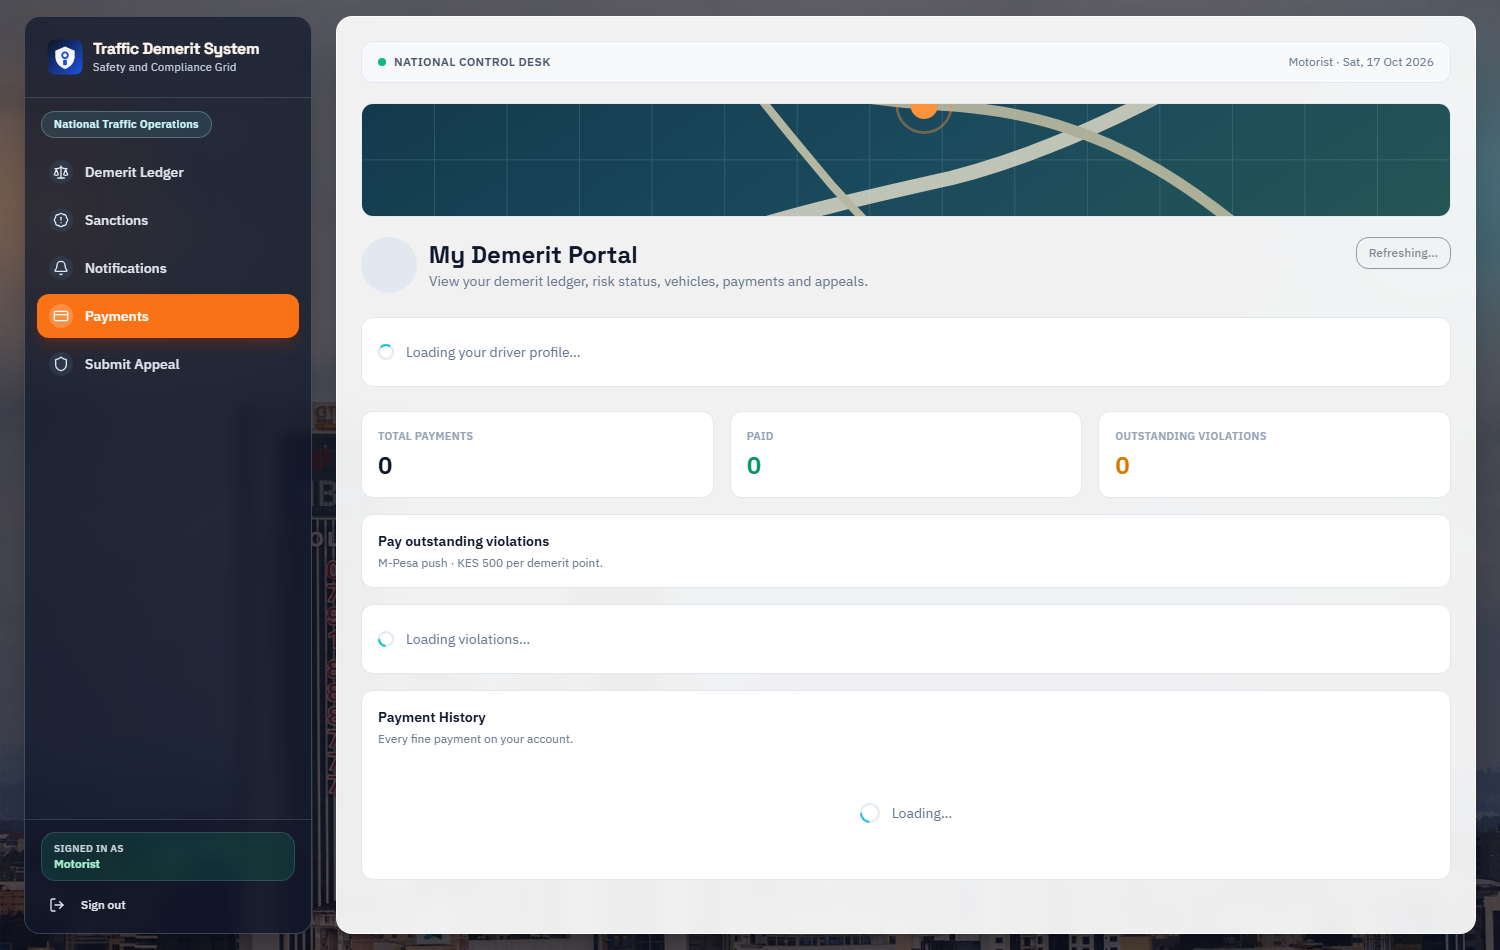 Traffic Demerit System
Safety and Compliance Grid
National Traffic Operations
Demerit Ledger
Sanctions
Notifications
Payments
Submit Appeal
SIGNED IN AS
Motorist
Sign out
NATIONAL CONTROL DESK
Motorist · Sat, 17 Oct 2026
My Demerit Portal
View your demerit ledger, risk status, vehicles, payments and appeals.
Refreshing...
Loading your driver profile...
TOTAL PAYMENTS
0
PAID
0
OUTSTANDING VIOLATIONS
0
Pay outstanding violations
M-Pesa push · KES 500 per demerit point.
Loading violations...
Payment History
Every fine payment on your account.
Loading...